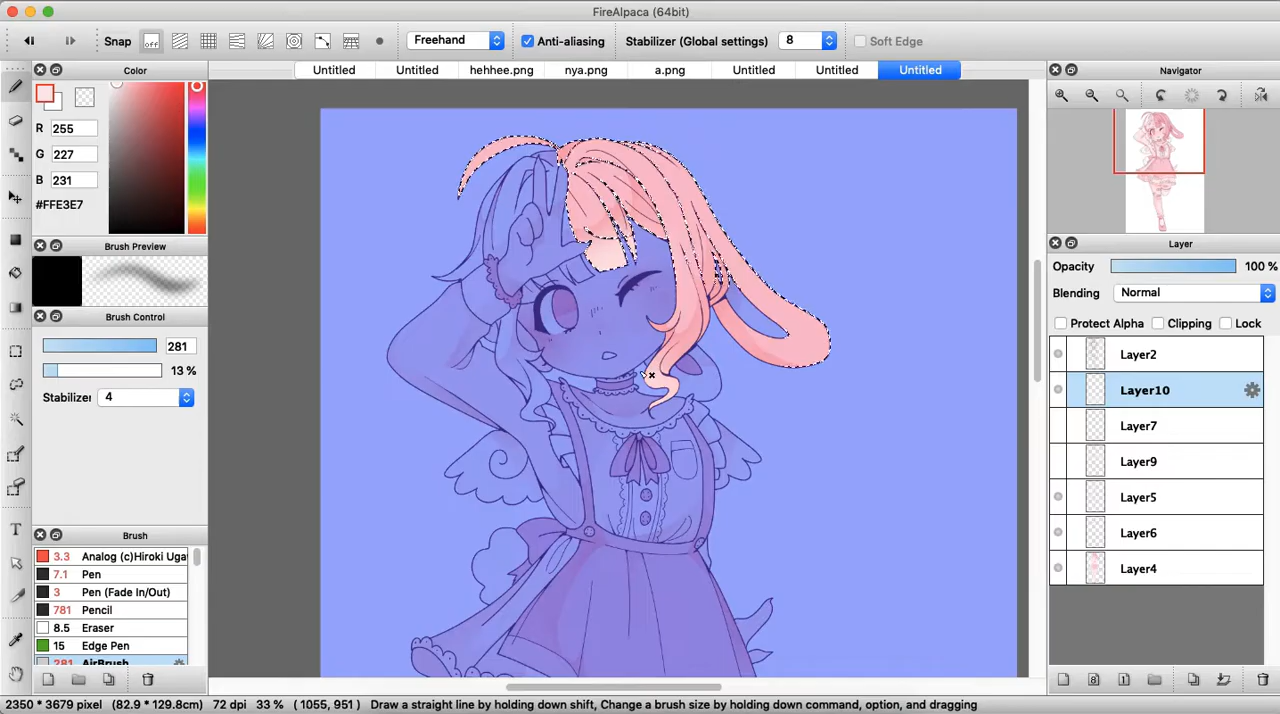 FireAlpaca (64bit)
Snap off Freehand Anti-aliasing Stabilizer (Global settings) 8 Soft Edge
Untitled Untitled hehhee.png nya.png a.png Untitled Untitled Untitled
Color
R 255
G 227
B 231
#FFE3E7
Brush Preview
Brush Control
281
13 %
Stabilizer 4
Brush
3.3 Analog (c)Hiroki Uga
7.1 Pen
3 Pen (Fade In/Out)
781 Pencil
8.5 Eraser
15 Edge Pen
281 AirBrush
T
Navigator
Layer
Opacity 100 %
Blending Normal
Protect Alpha Clipping Lock
Layer2
Layer10
Layer7
Layer9
Layer5
Layer6
Layer4
8 1
2350 * 3679 pixel (82.9 * 129.8cm) 72 dpi 33 % ( 1055, 951 ) Draw a straight line by holding down shift, Change a brush size by holding down command, option, and dragging